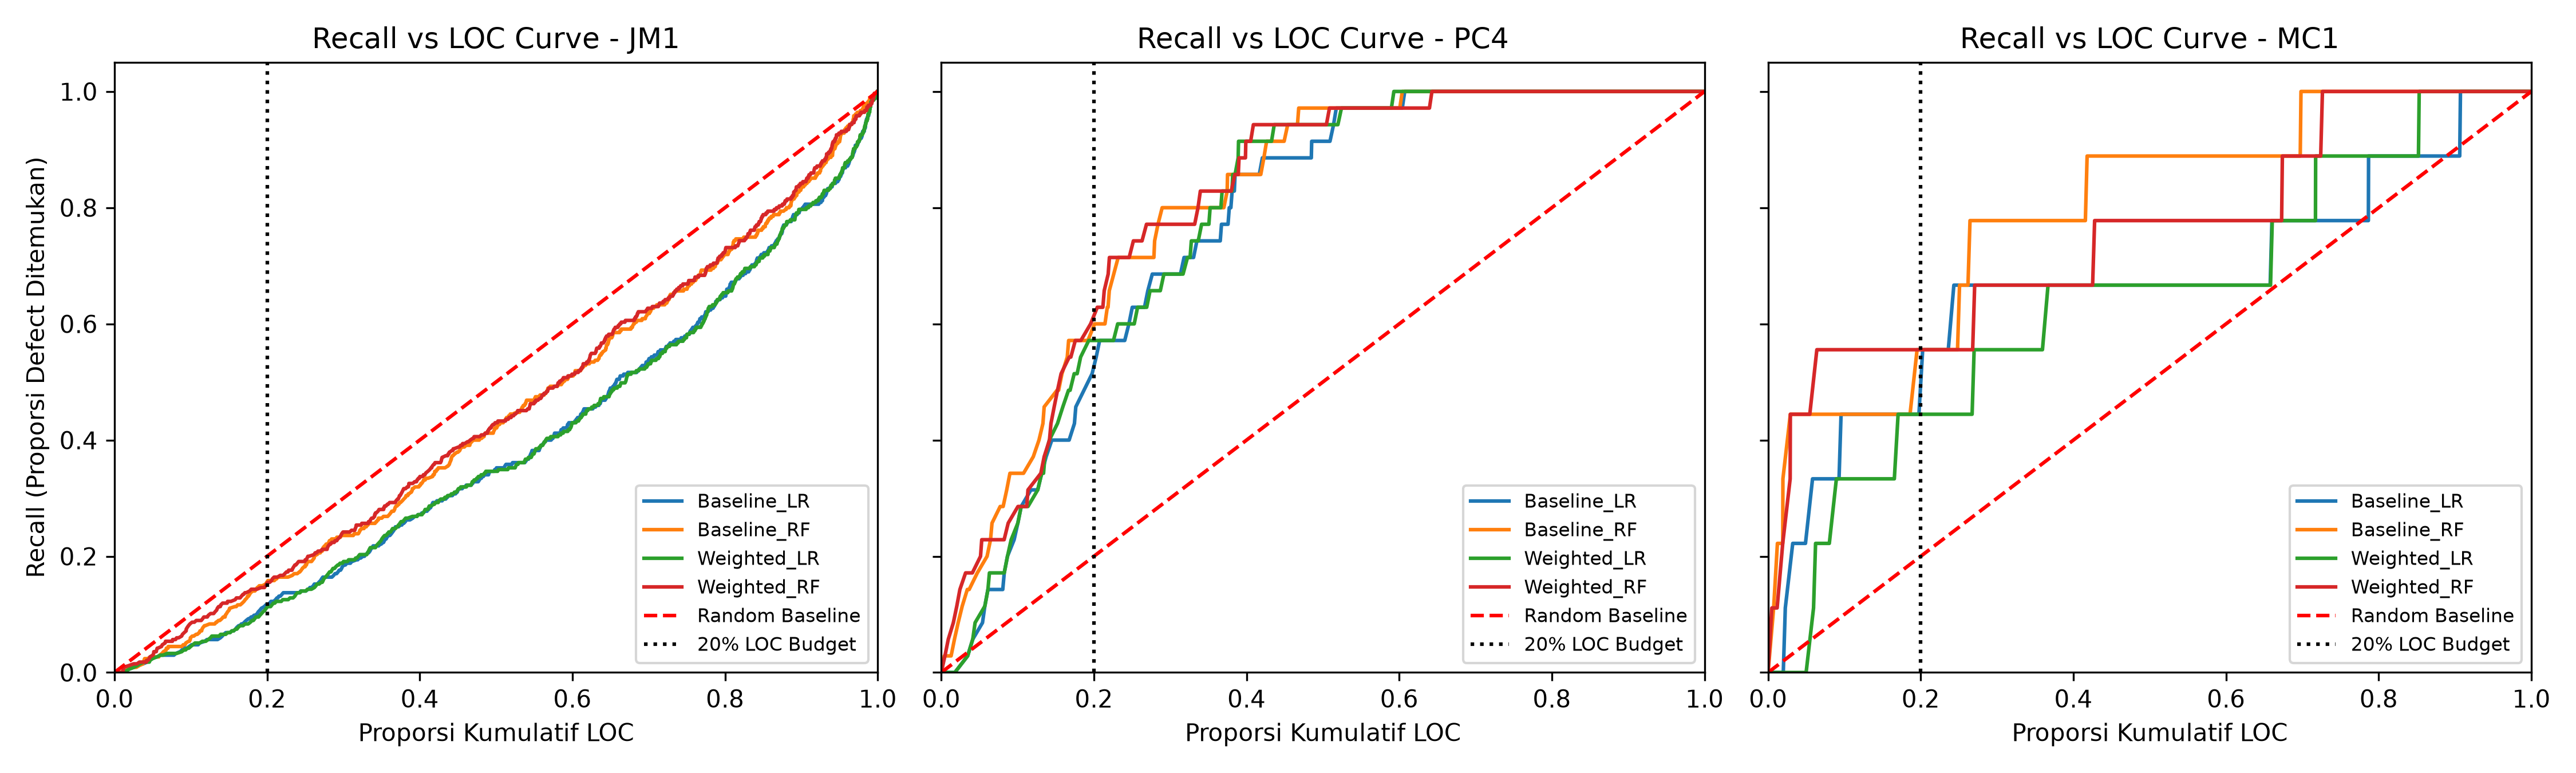 Recall vs LOC Curve - JM1
Recall (Proporsi Defect Ditemukan)
1.0
0.8
0.6
0.4
0.2
0.0
0.0 0.2 0.4 0.6 0.8 1.0
Proporsi Kumulatif LOC
Baseline_LR
Baseline_RF
Weighted_LR
Weighted_RF
Random Baseline
20% LOC Budget
Recall vs LOC Curve - PC4
0.0 0.2 0.4 0.6 0.8 1.0
Proporsi Kumulatif LOC
Baseline_LR
Baseline_RF
Weighted_LR
Weighted_RF
Random Baseline
20% LOC Budget
Recall vs LOC Curve - MC1
0.0 0.2 0.4 0.6 0.8 1.0
Proporsi Kumulatif LOC
Baseline_LR
Baseline_RF
Weighted_LR
Weighted_RF
Random Baseline
20% LOC Budget